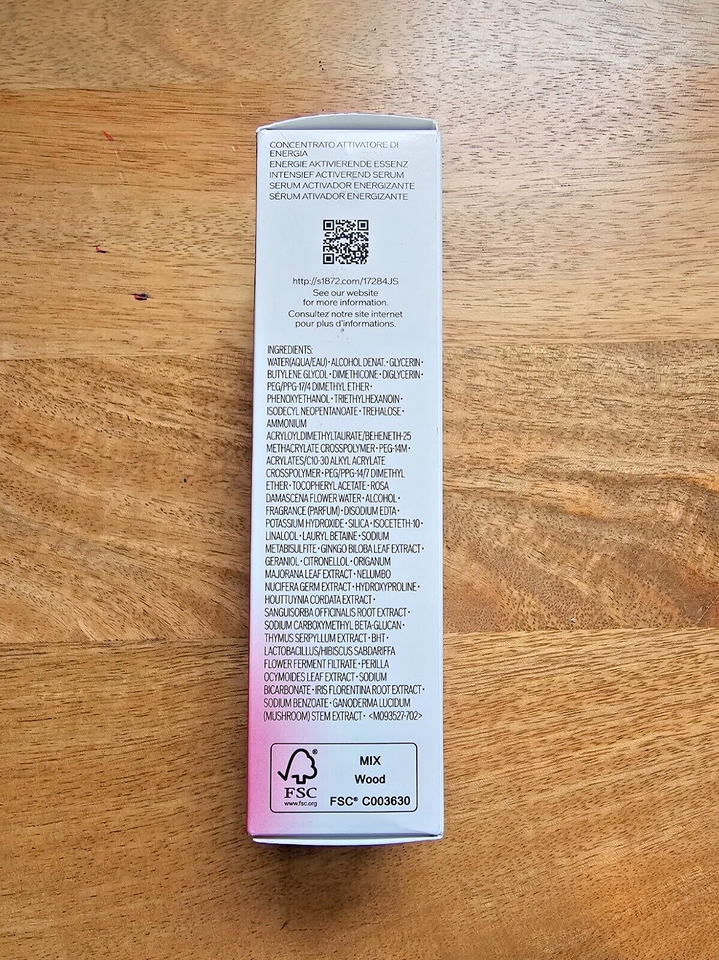 CONCENTRATO ATTIVATORE DI
ENERGIA
ENERGIE AKTIVIERENDE ESSENZ
INTENSIEF ACTIVEREND SERUM
SERUM ACTIVADOR ENERGIZANTE
SÉRUM ATIVADOR ENERGIZANTE
http://s1872.com/17284JS
See our website
for more information.
Consultez notre site internet
pour plus d'informations.
INGREDIENTS:
WATER(AQUA/EAU)・ALCOHOL DENAT.・GLYCERIN・
BUTYLENE GLYCOL・DIMETHICONE・DIGLYCERIN・
PEG/PPG-17/4 DIMETHYL ETHER・
PHENOXYETHANOL・TRIETHYLHEXANOIN・
ISODECYL NEOPENTANOATE・TREHALOSE・
AMMONIUM
ACRYLOYLDIMETHYLTAURATE/BEHENETH-25
METHACRYLATE CROSSPOLYMER・PEG-14M・
ACRYLATES/C10-30 ALKYL ACRYLATE
CROSSPOLYMER・PEG/PPG-14/7 DIMETHYL
ETHER・TOCOPHERYL ACETATE・ROSA
DAMASCENA FLOWER WATER・ALCOHOL・
FRAGRANCE (PARFUM)・DISODIUM EDTA・
POTASSIUM HYDROXIDE・SILICA・ISOCETETH-10・
LINALOOL・LAURYL BETAINE・SODIUM
METABISULFITE・GINKGO BILOBA LEAF EXTRACT・
GERANIOL・CITRONELLOL・ORIGANUM
MAJORANA LEAF EXTRACT・NELUMBO
NUCIFERA GERM EXTRACT・HYDROXYPROLINE・
HOUTTUYNIA CORDATA EXTRACT・
SANGUISORBA OFFICINALIS ROOT EXTRACT・
SODIUM CARBOXYMETHYL BETA-GLUCAN・
THYMUS SERPYLLUM EXTRACT・BHT・
LACTOBACILLUS/HIBISCUS SABDARIFFA
FLOWER FERMENT FILTRATE・PERILLA
OCYMOIDES LEAF EXTRACT・SODIUM
BICARBONATE・IRIS FLORENTINA ROOT EXTRACT・
SODIUM BENZOATE・GANODERMA LUCIDUM
(MUSHROOM) STEM EXTRACT・ <M093527-702>
®
FSC
www.fsc.org
MIX
Wood
FSC® C003630